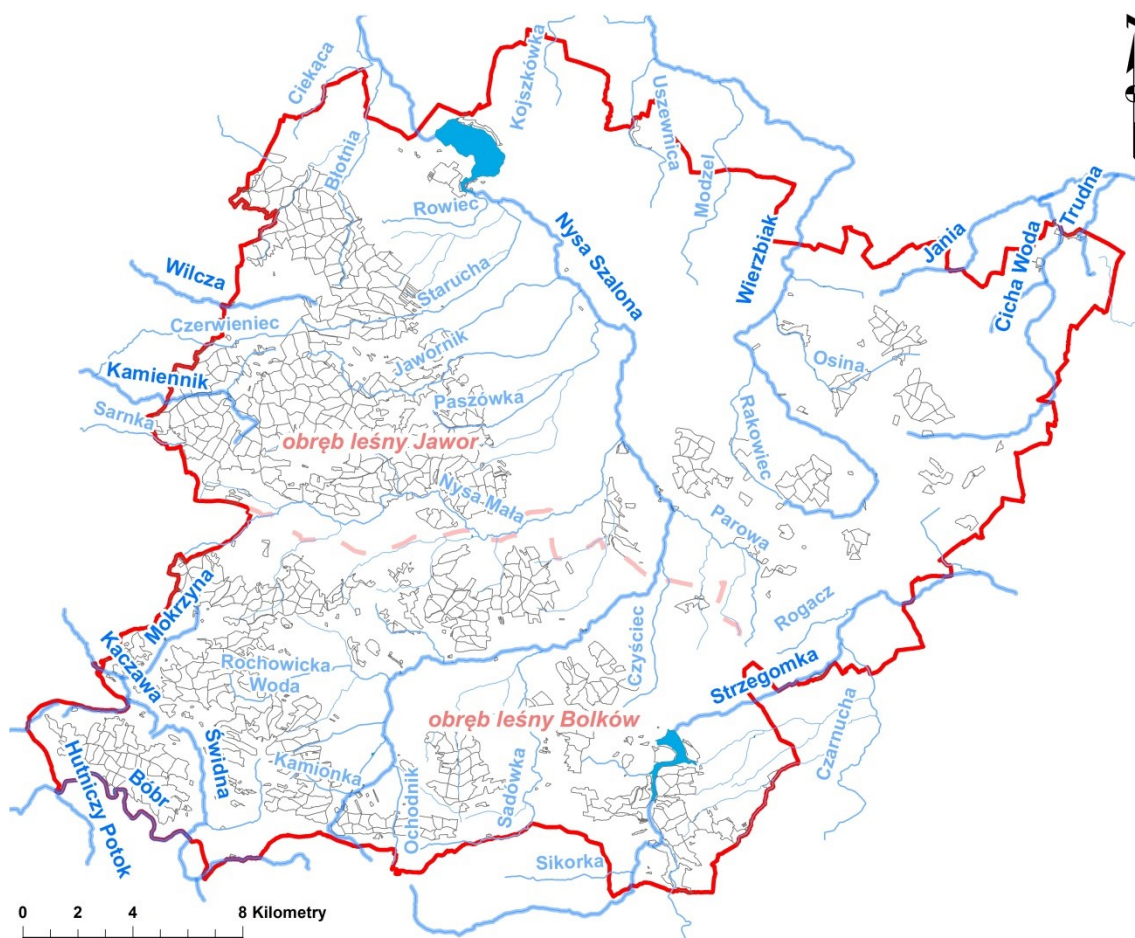 Ciekąca
Kojszkówka
Uszewnica
Modzel
Błotnia
Rowiec
Nysa Szalona
Wierzbiak
Trudna
Jania
Cicha Woda
Wilcza
Starucha
Czerwieniec
Jawornik
Osina
Kamiennik
Paszówka
Sarnka
Rakowiec
obręb leśny Jawor
Nysa Mała
Parowa
Mokrzyna
Rogacz
Kaczawa
Rochowicka
Woda
Czyściec
Strzegomka
obręb leśny Bolków
Czarnucha
Świdna
Kamionka
Hutniczy Potok
Bóbr
Ochodnik
Sadówka
Sikorka
0 2 4 8 Kilometry